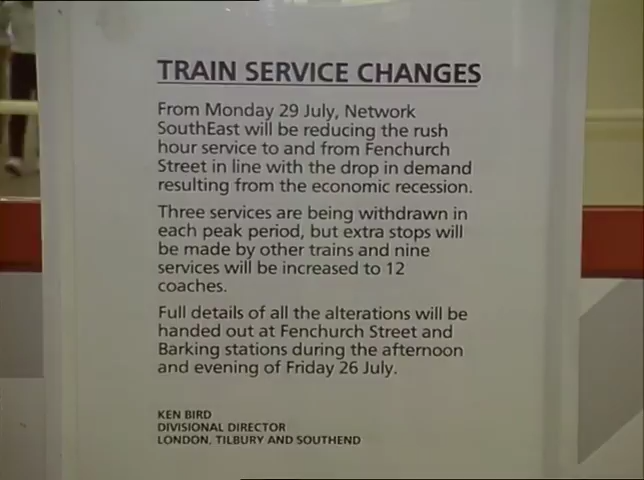 TRAIN SERVICE CHANGES
From Monday 29 July, Network
SouthEast will be reducing the rush
hour service to and from Fenchurch
Street in line with the drop in demand
resulting from the economic recession.
Three services are being withdrawn in
each peak period, but extra stops will
be made by other trains and nine
services will be increased to 12
coaches.
Full details of all the alterations will be
handed out at Fenchurch Street and
Barking stations during the afternoon
and evening of Friday 26 July.
KEN BIRD
DIVISIONAL DIRECTOR
LONDON, TILBURY AND SOUTHEND